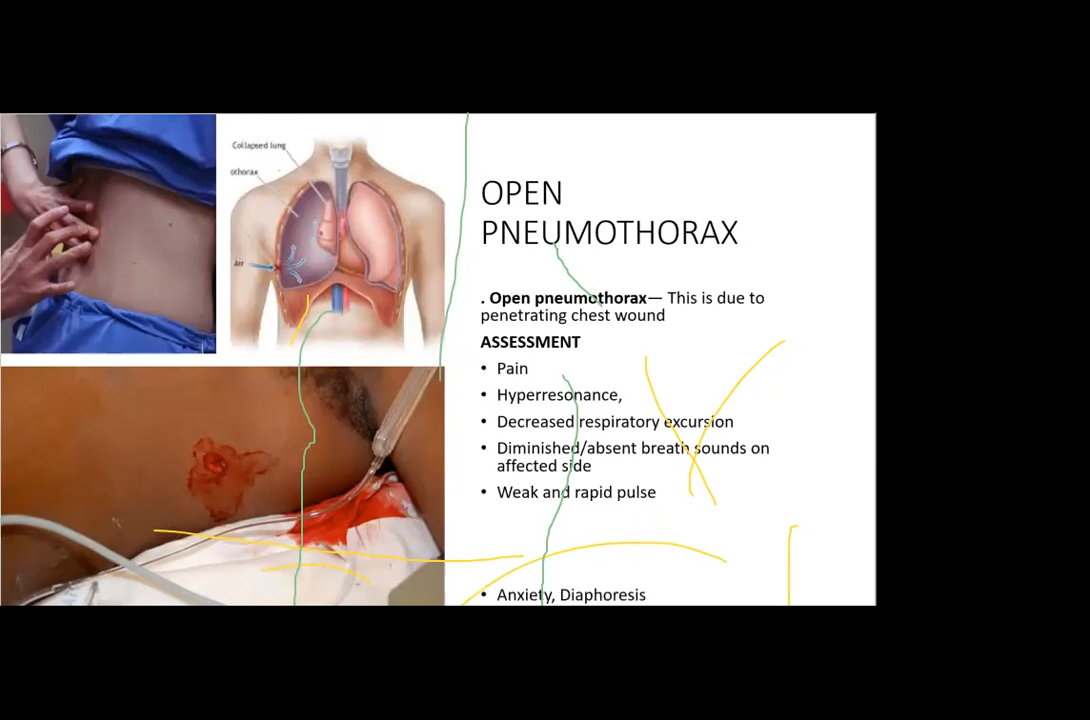 Collapsed lung
othorax
Air
OPEN
PNEUMOTHORAX
. Open pneumothorax— This is due to
penetrating chest wound
ASSESSMENT
• Pain
• Hyperresonance,
• Decreased respiratory excursion
• Diminished/absent breath sounds on
affected side
• Weak and rapid pulse
• Anxiety, Diaphoresis